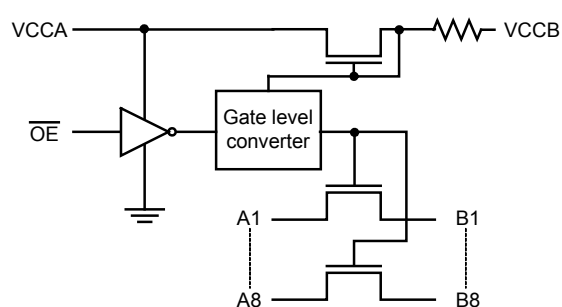 VCCA
VCCB
OE
Gate level
converter
A1
B1
A8
B8